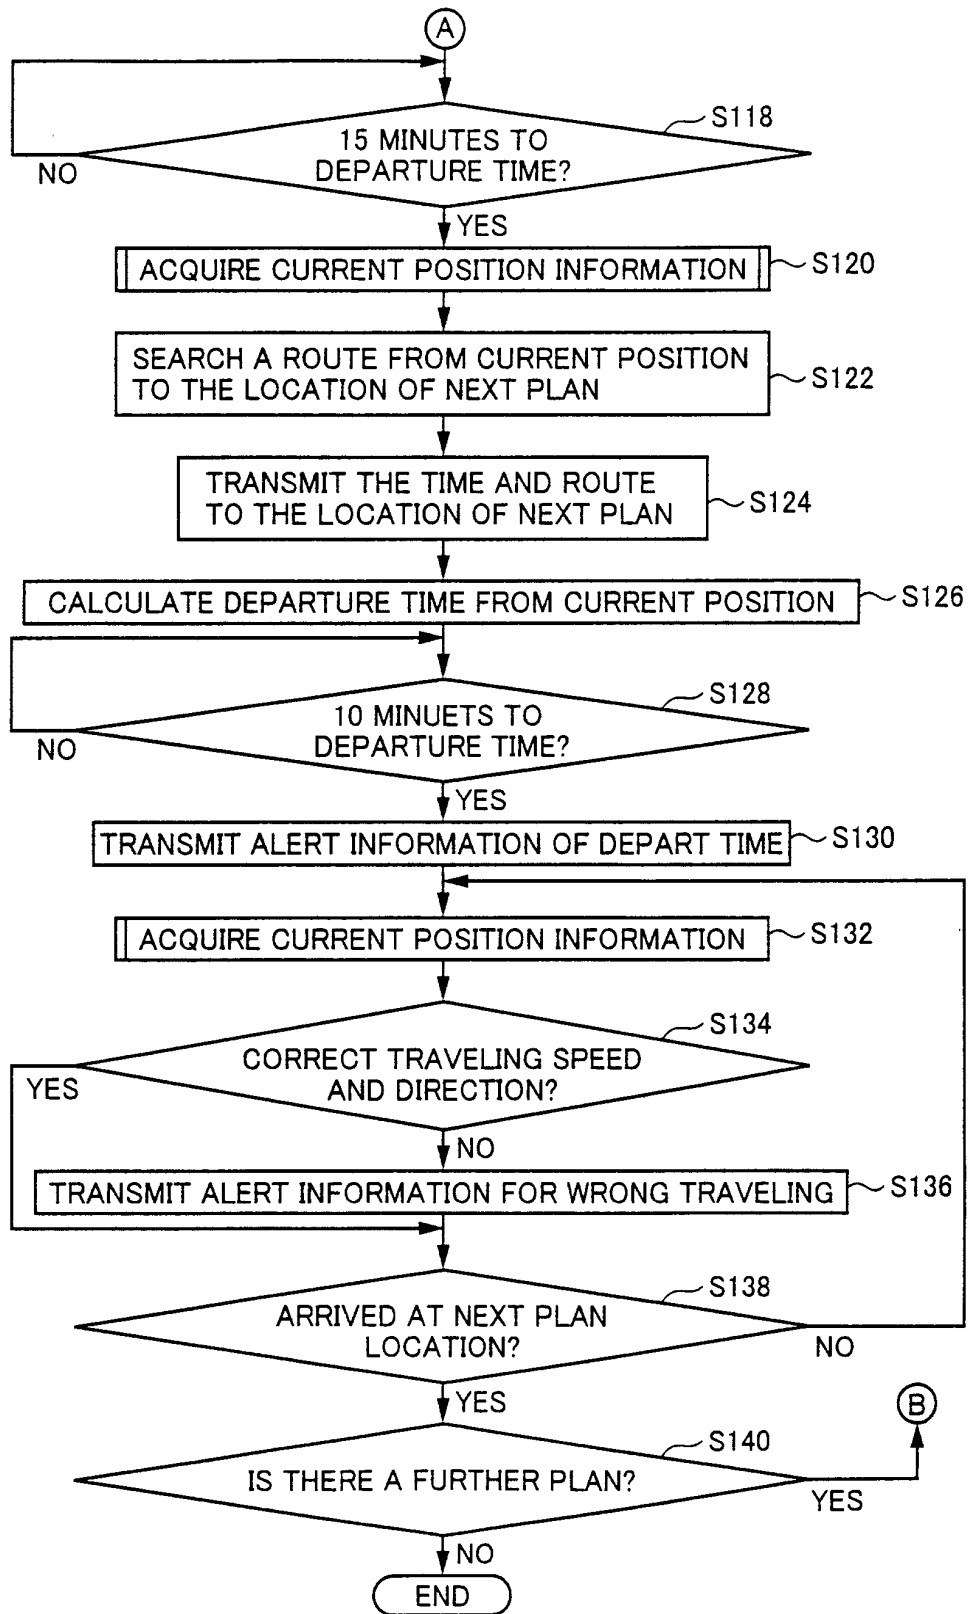 A
S118
15 MINUTES TO
DEPARTURE TIME?
NO
YES
ACQUIRE CURRENT POSITION INFORMATION
S120
SEARCH A ROUTE FROM CURRENT POSITION
TO THE LOCATION OF NEXT PLAN
S122
TRANSMIT THE TIME AND ROUTE
TO THE LOCATION OF NEXT PLAN
S124
CALCULATE DEPARTURE TIME FROM CURRENT POSITION
S126
S128
10 MINUETS TO
DEPARTURE TIME?
NO
YES
TRANSMIT ALERT INFORMATION OF DEPART TIME
S130
ACQUIRE CURRENT POSITION INFORMATION
S132
S134
CORRECT TRAVELING SPEED
AND DIRECTION?
YES
NO
TRANSMIT ALERT INFORMATION FOR WRONG TRAVELING
S136
S138
ARRIVED AT NEXT PLAN
LOCATION?
NO
YES
B
S140
IS THERE A FURTHER PLAN?
YES
NO
END